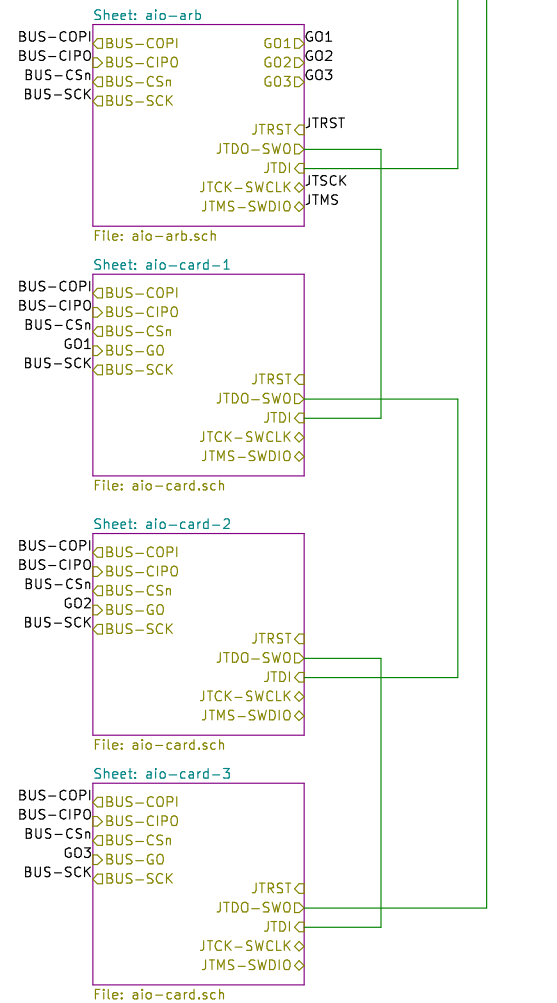 Sheet: aio-arb
BUS-COPI
BUS-COPI
GO1
GO1
BUS-CIPO
BUS-CIPO
GO2
GO2
BUS-CSn
BUS-CSn
GO3
GO3
BUS-SCK
BUS-SCK
JTRST
JTRST
JTDO-SWO
JTDI
JTCK-SWCLK
JTSCK
JTMS-SWDIO
JTMS
File: aio-arb.sch
Sheet: aio-card-1
BUS-COPI
BUS-COPI
BUS-CIPO
BUS-CIPO
BUS-CSn
BUS-CSn
GO1
BUS-GO
BUS-SCK
BUS-SCK
JTRST
JTDO-SWO
JTDI
JTCK-SWCLK
JTMS-SWDIO
File: aio-card.sch
Sheet: aio-card-2
BUS-COPI
BUS-COPI
BUS-CIPO
BUS-CIPO
BUS-CSn
BUS-CSn
GO2
BUS-GO
BUS-SCK
BUS-SCK
JTRST
JTDO-SWO
JTDI
JTCK-SWCLK
JTMS-SWDIO
File: aio-card.sch
Sheet: aio-card-3
BUS-COPI
BUS-COPI
BUS-CIPO
BUS-CIPO
BUS-CSn
BUS-CSn
GO3
BUS-GO
BUS-SCK
BUS-SCK
JTRST
JTDO-SWO
JTDI
JTCK-SWCLK
JTMS-SWDIO
File: aio-card.sch